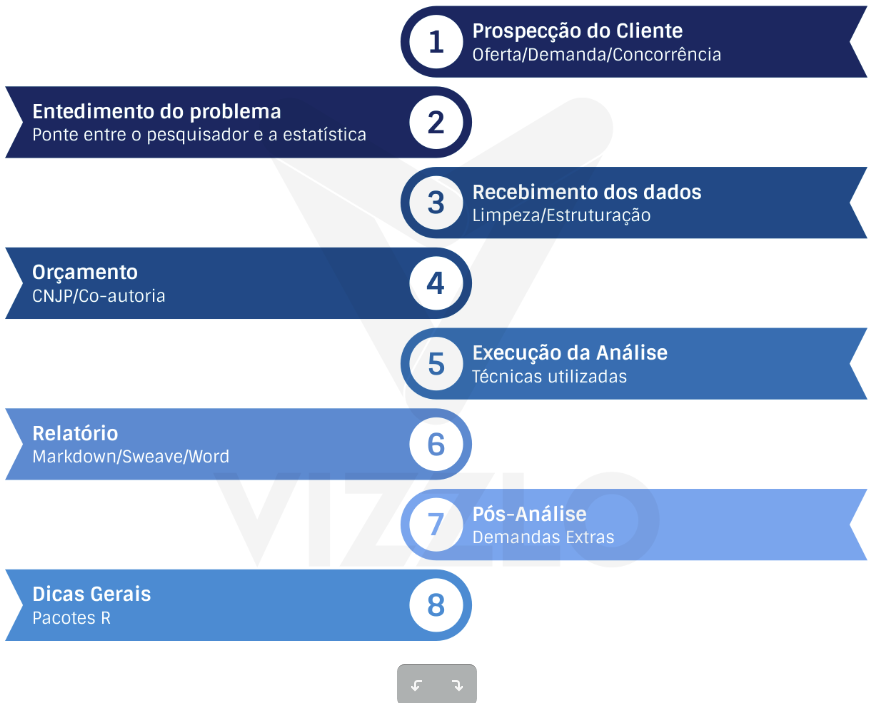 1
Prospecção do Cliente
Oferta/Demanda/Concorrência
Entedimento do problema
Ponte entre o pesquisador e a estatística
2
3
Recebimento dos dados
Limpeza/Estruturação
Orçamento
CNJP/Co-autoria
4
5
Execução da Análise
Técnicas utilizadas
Relatório
Markdown/Sweave/Word
6
7
Pós-Análise
Demandas Extras
Dicas Gerais
Pacotes R
8
VIZZLO